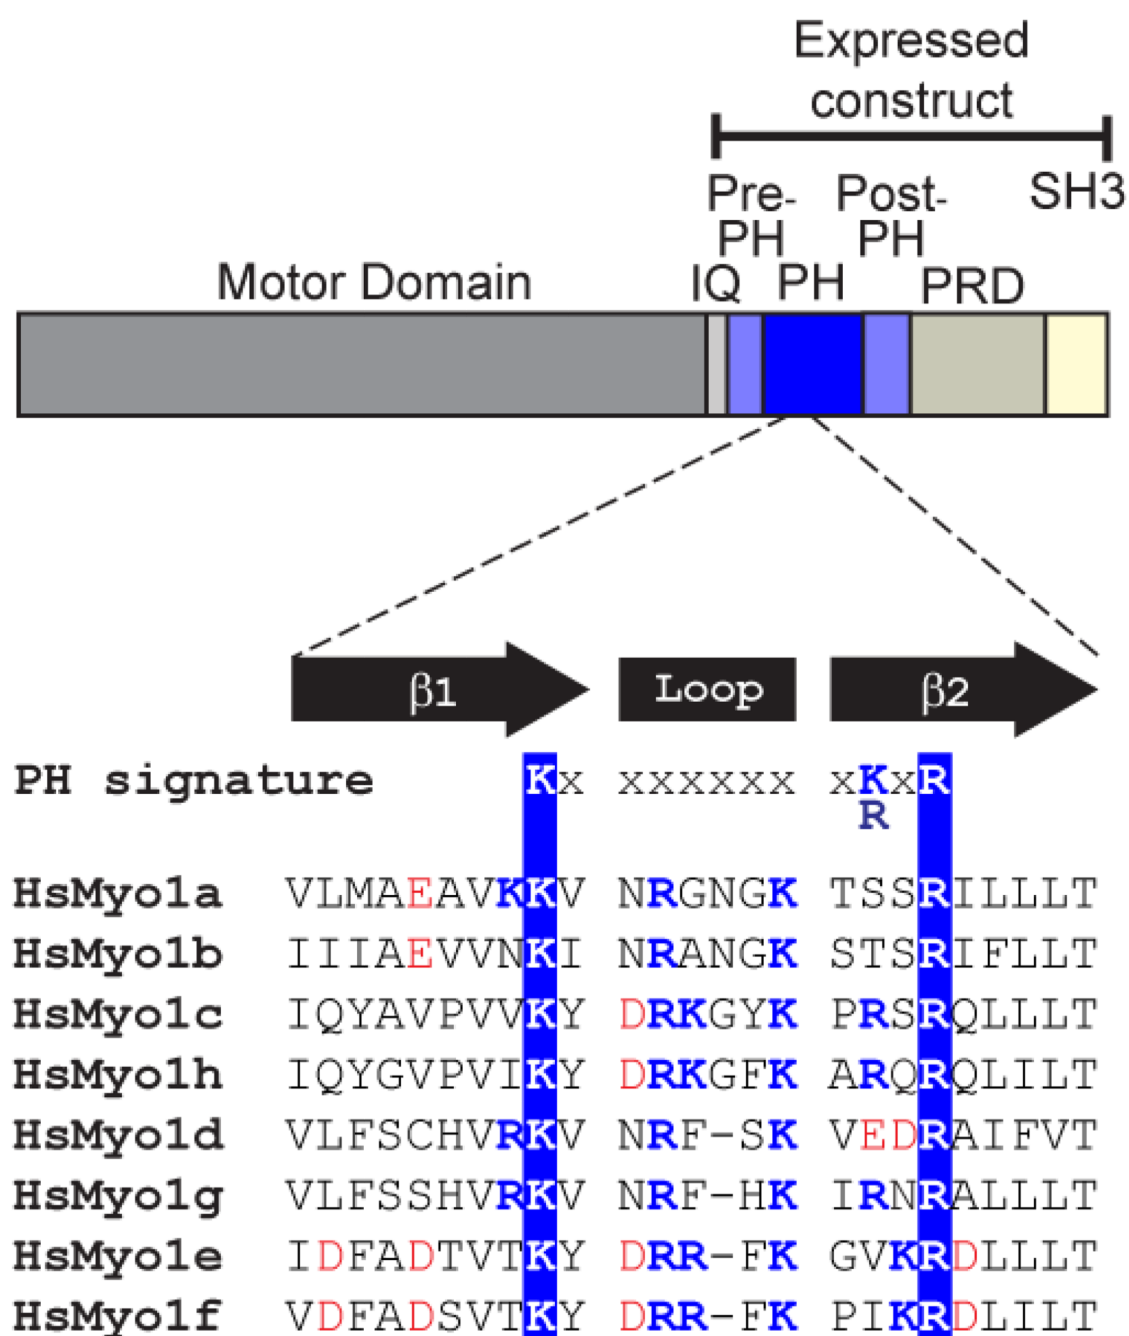 Expressed
construct
Pre- Post- SH3
PH PH
Motor Domain IQ PH PRD
β1 Loop β2
PH signature Kx xxxxxx xKxR
R
HsMyo1a VLMAEAVKKV NRGNGK TSSRILLLT
HsMyo1b IIIAEVVNKI NRANGK STSRIFLLT
HsMyo1c IQYAVPVVKY DRKGYK PRSRQLLLT
HsMyo1h IQYGVPVIKY DRKGFK ARQRQLILT
HsMyo1d VLFSCHVRKV NRF-SK VEDRAIFVT
HsMyo1g VLFSSHVRKV NRF-HK IRNRALLLT
HsMyo1e IDFADTVTKY DRR-FK GVKRDLLLT
HsMyo1f VDFADSVTKY DRR-FK PIKRDLILT